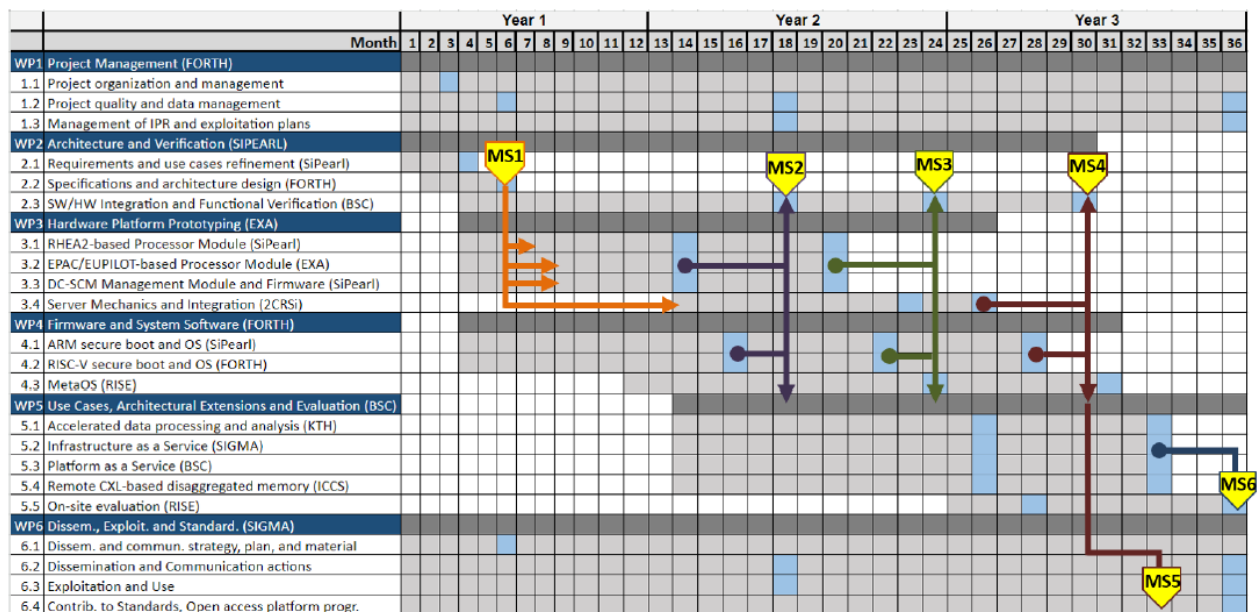 Year 1 Year 2 Year 3
Month 1 2 3 4 5 6 7 8 9 10 11 12 13 14 15 16 17 18 19 20 21 22 23 24 25 26 27 28 29 30 31 32 33 34 35 36
WP1 Project Management (FORTH)
1.1 Project organization and management
1.2 Project quality and data management
1.3 Management of IPR and exploitation plans
WP2 Architecture and Verification (SIPEARL)
2.1 Requirements and use cases refinement (SiPearl) MS1 MS2 MS3 MS4
2.2 Specifications and architecture design (FORTH)
2.3 SW/HW Integration and Functional Verification (BSC)
WP3 Hardware Platform Prototyping (EXA)
3.1 RHEA2-based Processor Module (SiPearl)
3.2 EPAC/EUPILOT-based Processor Module (EXA)
3.3 DC-SCM Management Module and Firmware (SiPearl)
3.4 Server Mechanics and Integration (2CRSi)
WP4 Firmware and System Software (FORTH)
4.1 ARM secure boot and OS (SiPearl)
4.2 RISC-V secure boot and OS (FORTH)
4.3 MetaOS (RISE)
WP5 Use Cases, Architectural Extensions and Evaluation (BSC)
5.1 Accelerated data processing and analysis (KTH)
5.2 Infrastructure as a Service (SIGMA)
5.3 Platform as a Service (BSC)
5.4 Remote CXL-based disaggregated memory (ICCS) MS6
5.5 On-site evaluation (RISE)
WP6 Dissem., Exploit. and Standard. (SIGMA)
6.1 Dissem. and commun. strategy, plan, and material
6.2 Dissemination and Communication actions
6.3 Exploitation and Use MS5
6.4 Contrib. to Standards, Open access platform progr.